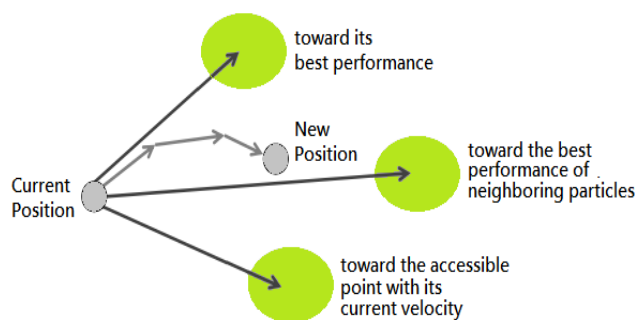 toward its
best performance
New
Position
toward the best
performance of
neighboring particles
Current
Position
toward the accessible
point with its
current velocity